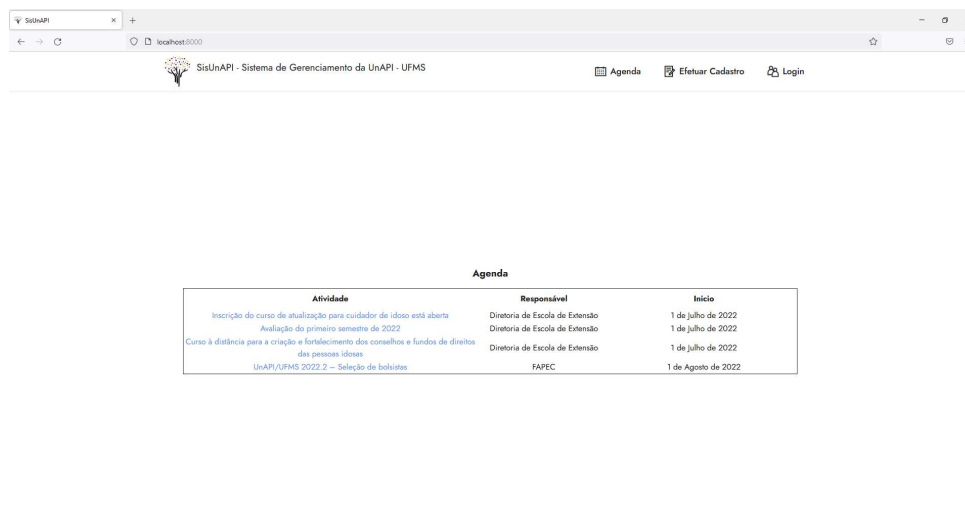 SisUnAPI
localhost:8000
SisUnAPI - Sistema de Gerenciamento da UnAPI - UFMS
Agenda Efetuar Cadastro Login
Agenda
Atividade Responsável Inicio
Inscrição do curso de atualização para cuidador de idoso está aberta Diretoria de Escola de Extensão 1 de Julho de 2022
Avaliação do primeiro semestre de 2022 Diretoria de Escola de Extensão 1 de Julho de 2022
Curso à distância para a criação e fortalecimento dos conselhos e fundos de direitos
das pessoas idosas Diretoria de Escola de Extensão 1 de Julho de 2022
UnAPI/UFMS 2022.2 – Seleção de bolsistas FAPEC 1 de Agosto de 2022